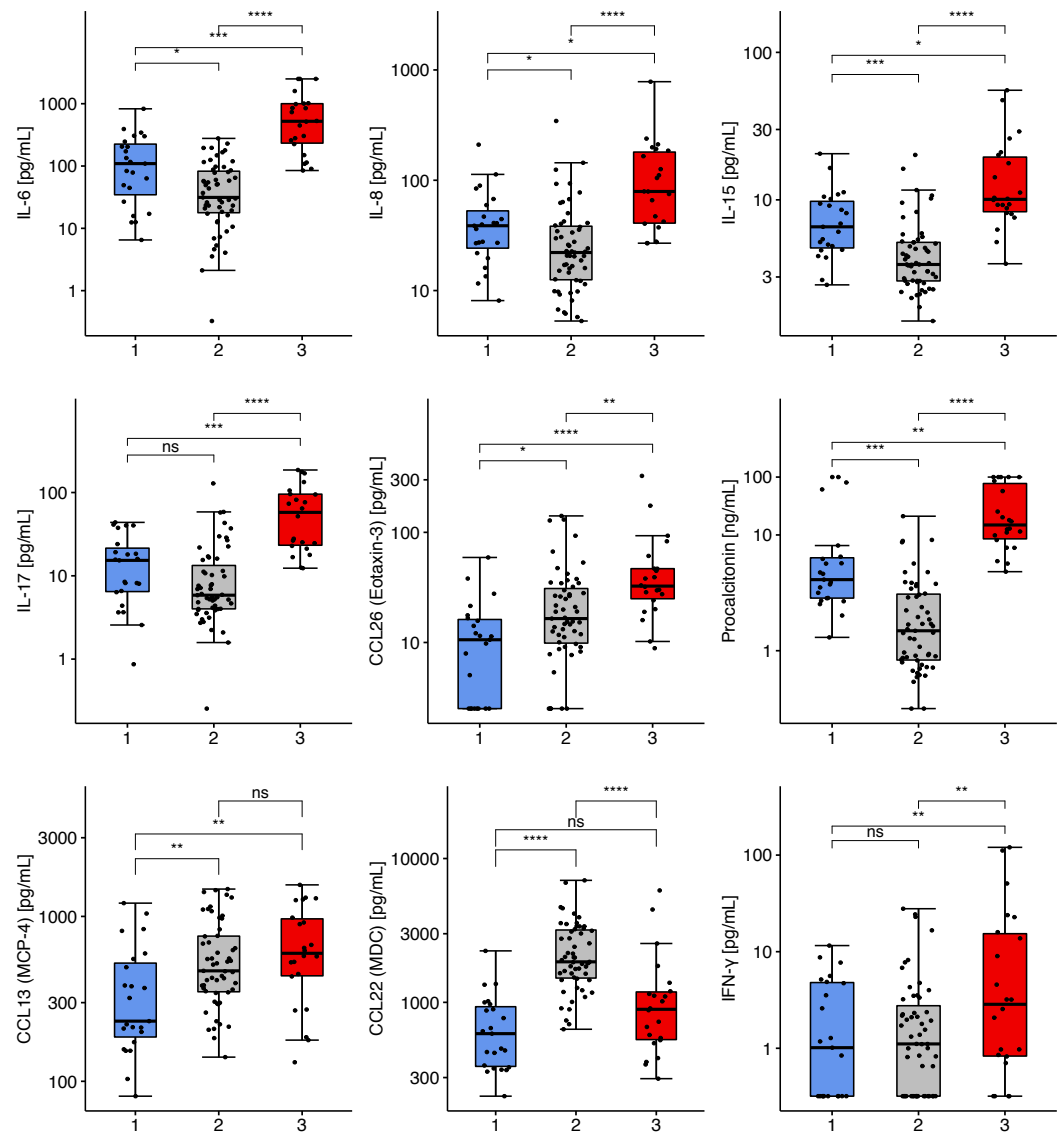 IL-6 [pg/mL]
****
***
*
1000
100
10
1
1 2 3
IL-8 [pg/mL]
****
*
*
1000
100
10
1 2 3
IL-15 [pg/mL]
****
*
***
100
30
10
3
1 2 3
IL-17 [pg/mL]
****
***
ns
100
10
1
1 2 3
CCL26 (Eotaxin-3) [pg/mL]
**
****
*
300
100
10
1 2 3
Procalcitonin [ng/mL]
****
**
***
100
10
1
1 2 3
CCL13 (MCP-4) [pg/mL]
ns
**
**
3000
1000
300
100
1 2 3
CCL22 (MDC) [pg/mL]
****
ns
****
10000
3000
1000
300
1 2 3
IFN-γ [pg/mL]
**
**
ns
100
10
1
1 2 3